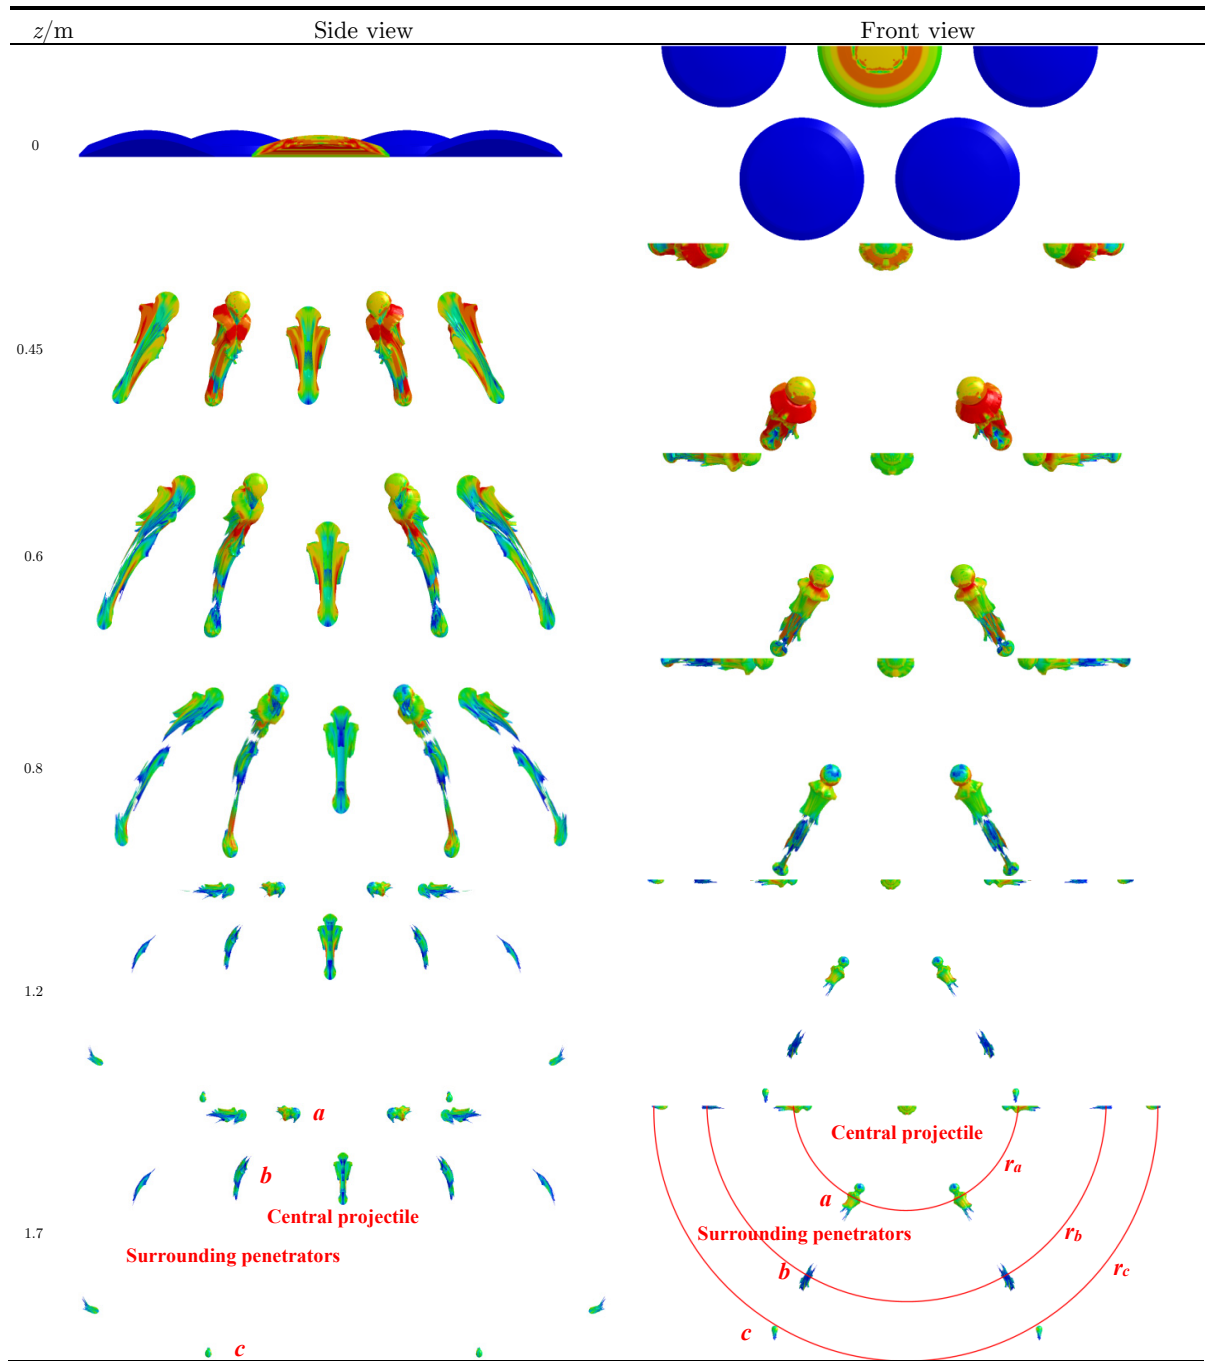 z/m Side view Front view
0
0.45
0.6
0.8
1.2
a
b
Central projectile
1.7
Surrounding penetrators
c
Central projectile
ra
a
Surrounding penetrators
rb
b
rc
c